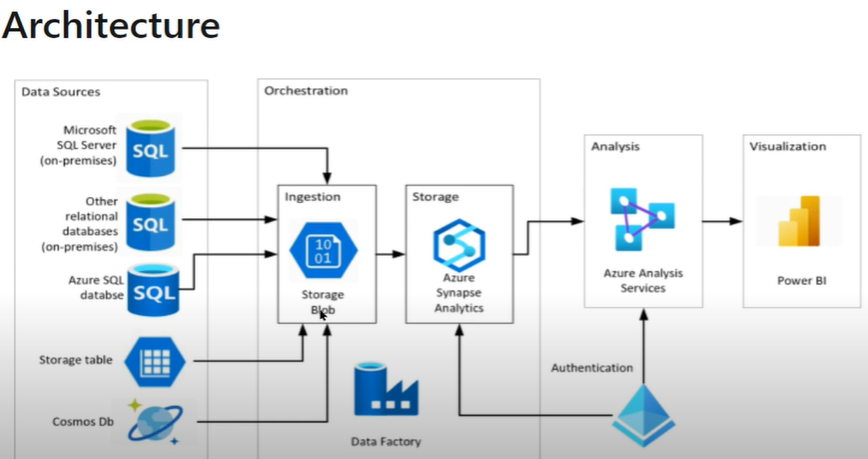 Architecture
Data Sources
Microsoft
SQL Server
(on-premises)
SQL
Other
relational
databases
(on-premises)
SQL
Azure SQL
databse
SQL
Storage table
Cosmos Db
Orchestration
Ingestion
10
01
Storage
Blob
Storage
Azure
Synapse
Analytics
Data Factory
Analysis
Azure Analysis
Services
Authentication
Visualization
Power BI